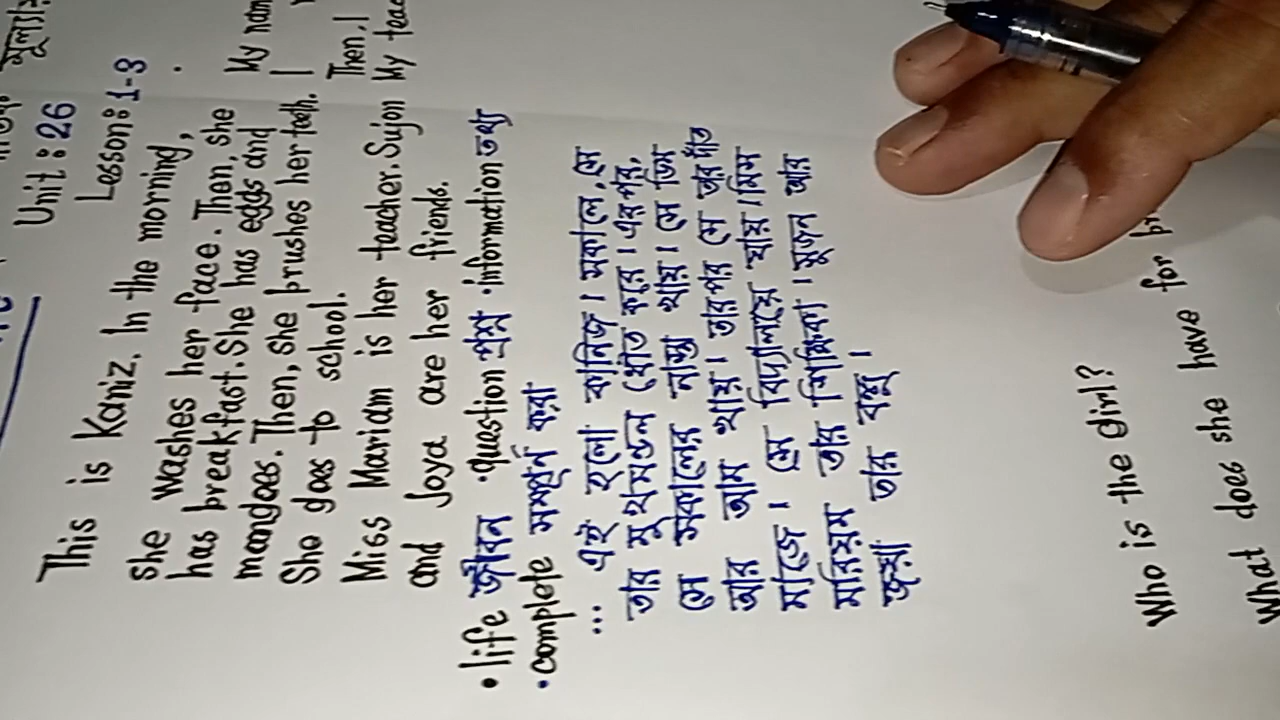 Unit : 26
Lesson : 1-3
This is Kaniz. In the morning,
she washes her face. Then, she
has breakfast. She has eggs and
mangoes. Then, she brushes her teeth.
She goes to school.
Miss Mariam is her teacher. Sujon
and Joya are her friends.
My nam
I
Then, I
My teac
• life জীবন • question প্রশ্ন • information তথ্য
• complete সম্পূর্ন করা
... এই হলো কানিজ। সকালে, সে
তার মুখমন্ডল ধৌত করে। এরপর,
সে সকালের নাস্তা খায়। সে ডিম
আর আম খায়। তারপর সে তার দাঁত
মাজে। সে বিদ্যালয়ে যায়। মিস
মারিয়ম তার শিক্ষিকা। সুজন আর
জয়া তার বন্ধু।
Who is the girl?
What does she have for br